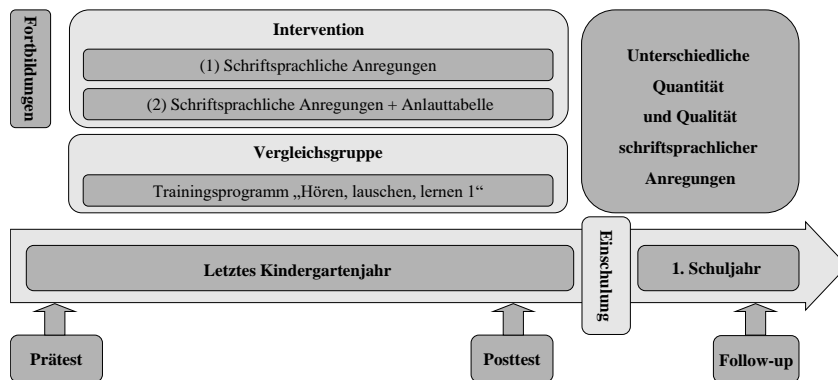 Fortbildungen
Intervention
(1) Schriftsprachliche Anregungen
(2) Schriftsprachliche Anregungen + Anlauttabelle
Vergleichsgruppe
Trainingsprogramm „Hören, lauschen, lernen 1“
Unterschiedliche
Quantität
und Qualität
schriftsprachlicher
Anregungen
Letztes Kindergartenjahr
Einschulung
1. Schuljahr
Prätest
Posttest
Follow-up